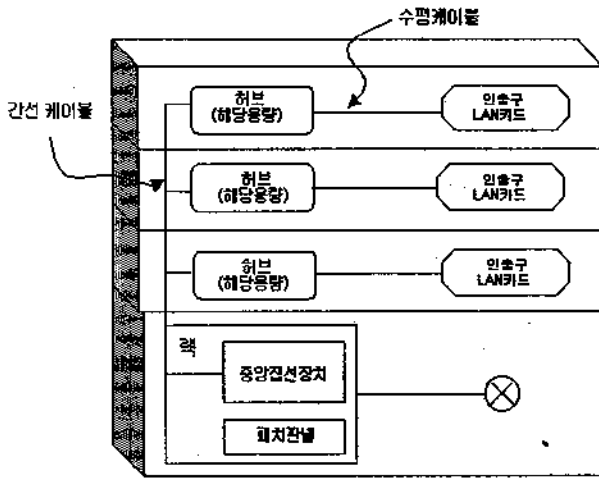 수평케이블
간선 케이블
허브
(해당용량)
인출구
LAN카드
허브
(해당용량)
인출구
LAN카드
허브
(해당용량)
인출구
LAN카드
랙
중앙집선장치
패치판넬